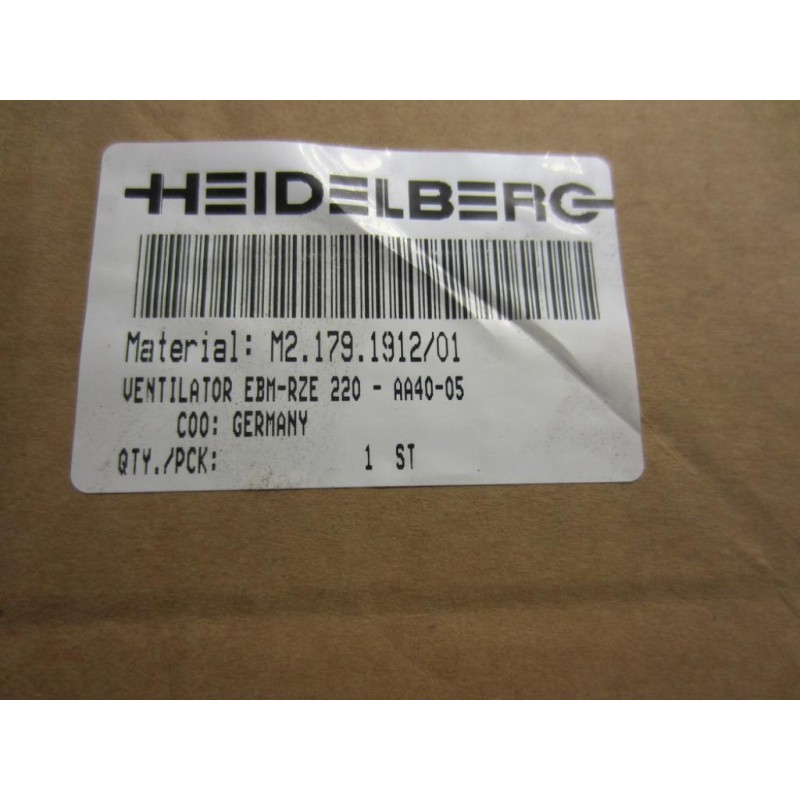 HEIDELBERG
Material: M2.179.1912/01
VENTILATOR EBM-RZE 220 - AA40-05
COO: GERMANY
QTY./PCK: 1 ST